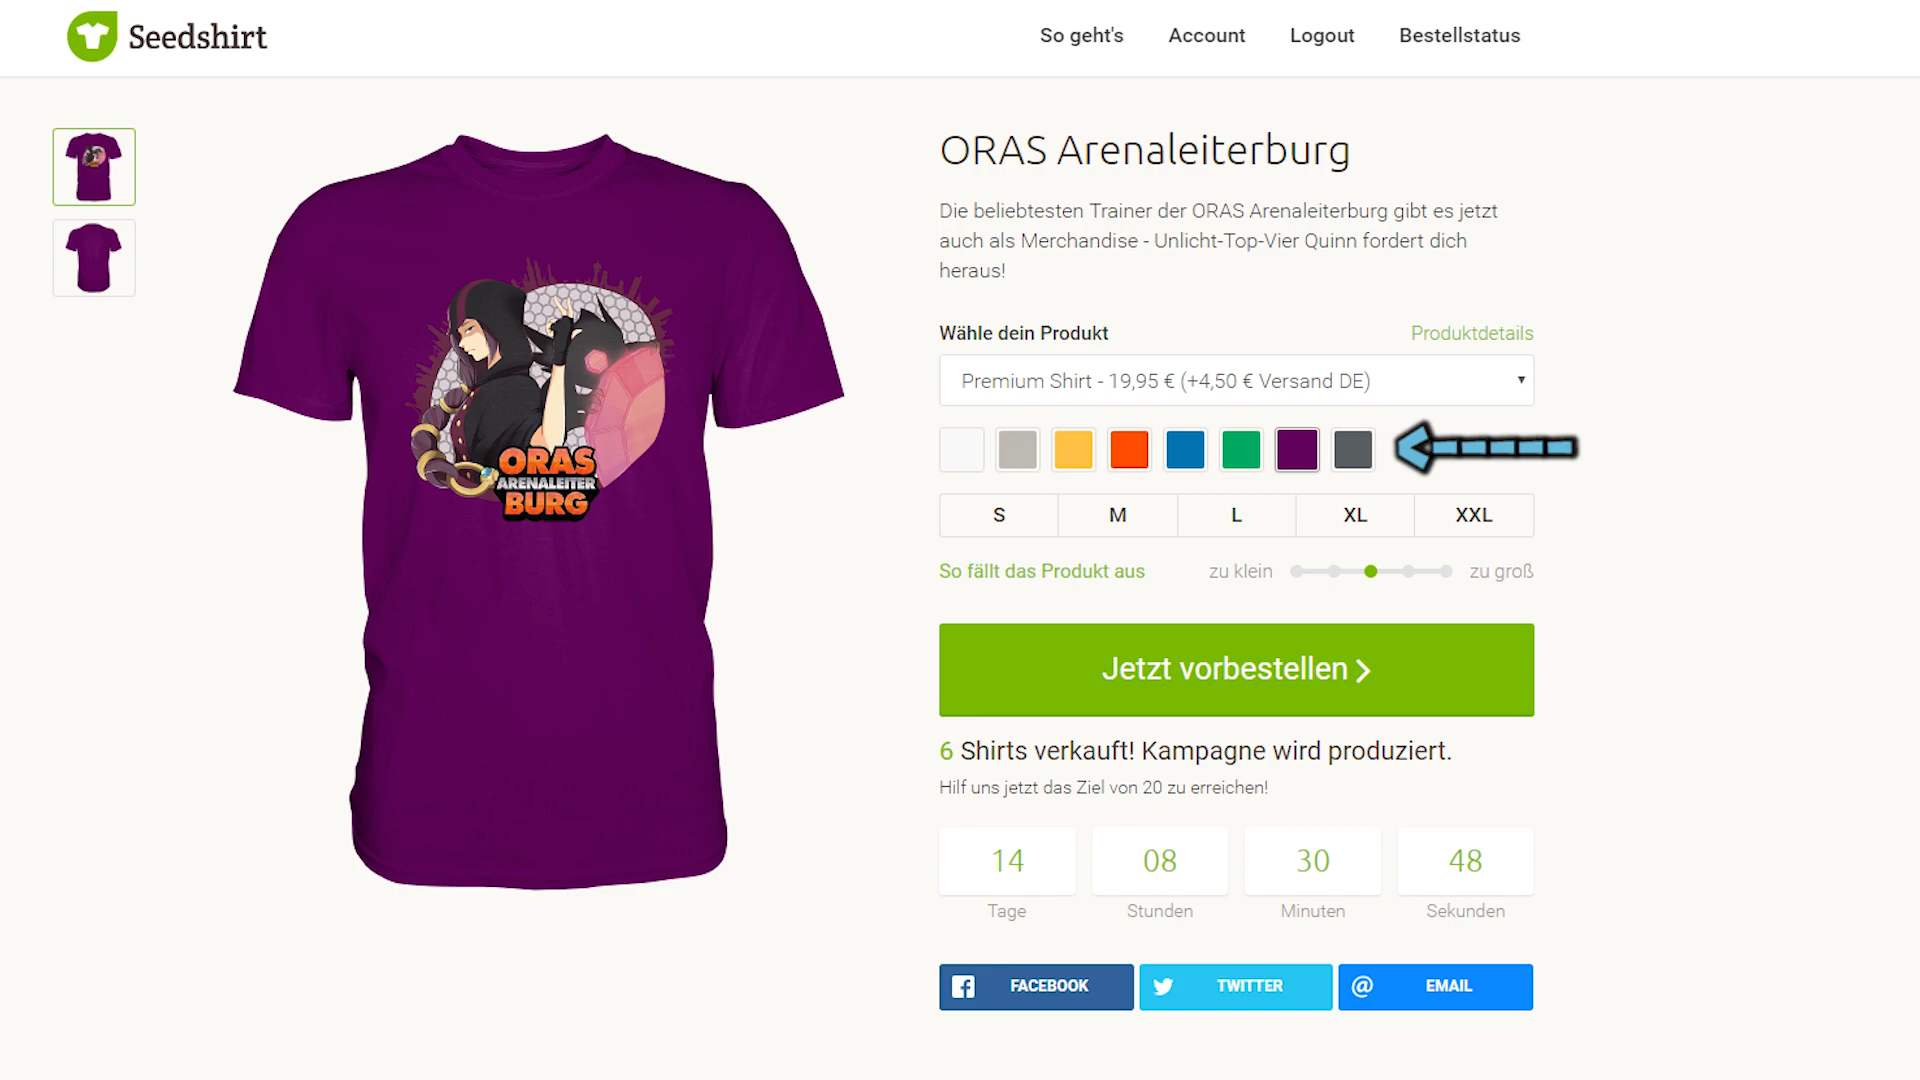 Seedshirt
So geht's
Account
Logout
Bestellstatus
ORAS Arenaleiterburg
Die beliebtesten Trainer der ORAS Arenaleiterburg gibt es jetzt
auch als Merchandise - Unlicht-Top-Vier Quinn fordert dich
heraus!
Wähle dein Produkt
Produktdetails
Premium Shirt - 19,95 € (+4,50 € Versand DE)
S
M
L
XL
XXL
So fällt das Produkt aus
zu klein
zu groß
ORAS
ARENALEITER
BURG
Jetzt vorbestellen
6 Shirts verkauft! Kampagne wird produziert.
Hilf uns jetzt das Ziel von 20 zu erreichen!
14
08
30
48
Tage
Stunden
Minuten
Sekunden
FACEBOOK
TWITTER
@ EMAIL